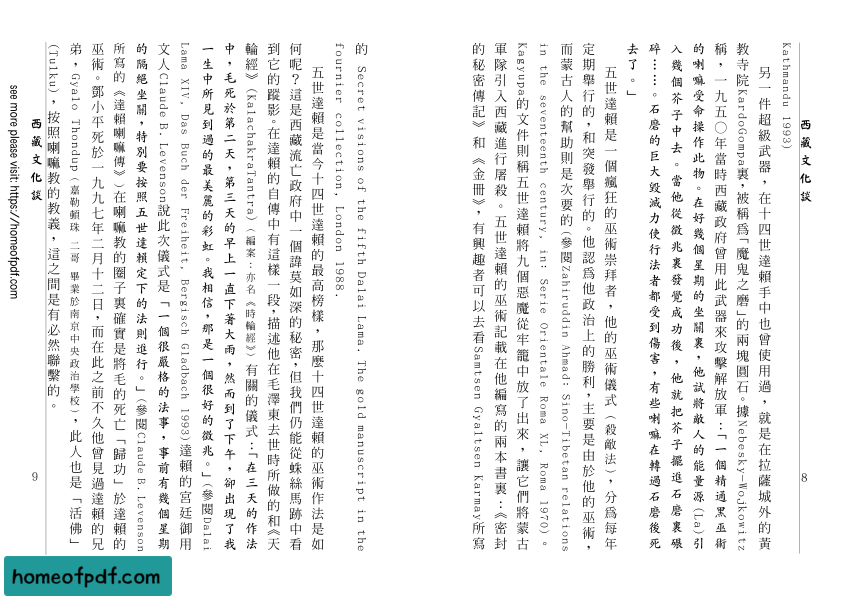 西藏文化談
Kathmandu 1993)
另一件超級武器，在十四世達賴手中也曾使用過，就是在拉薩城外的黃
教寺院KardoGompa裏，被稱爲「魔鬼之磨」的兩塊圓石。據Nebesky-Wojkowitz
稱，一九五〇年當時西藏政府曾用此武器來攻擊解放軍：「一個精通黑巫術
的喇嘛受命操作此物。在好幾個星期的坐關裏，他試將敵人的能量源(La)引
入幾個芥子中去。當他從徵兆裏發覺成功後，他就把芥子擺進石磨裏碾
碎……。石磨的巨大毀滅力使行法者都受到傷害，有些喇嘛在轉過石磨後死
去了。」
五世達賴是一個瘋狂的巫術崇拜者，他的巫術儀式（殺敵法），分爲每年
定期舉行的，和突發舉行的。他認爲他政治上的勝利，主要是由於他的巫術，
而蒙古人的幫助則是次要的(參閱Zahiruddin Ahmad: Sino-Tibetan relations
in the seventeenth century, in: Serie Orientale Roma XL, Roma 1970)。
Kagyupa的文件則稱五世達賴將九個惡魔從牢籠中放了出來，讓它們將蒙古
軍隊引入西藏進行屠殺。五世達賴的巫術記載在他編寫的兩本書裏：《密封
的秘密傳記》和《金冊》，有興趣者可以去看Samtsen Gyaltsen Karmay所寫
8
的 Secret visions of the fifth Dalai Lama. The gold manuscript in the
fournier collection, London 1988.
五世達賴是當今十四世達賴的最高榜樣，那麼十四世達賴的巫術作法是如
何呢？這是西藏流亡政府中一個諱莫如深的秘密，但我們仍能從蛛絲馬跡中看
到它的蹤影。在達賴的自傳中有這樣一段，描述他在毛澤東去世時所做的和《天
輪經》(KalachakraTantra)（編案：亦名《時輪經》）有關的儀式：「在三天的作法
中，毛死於第二天，第三天的早上一直下著大雨，然而到了下午，卻出現了我
一生中所見到過的最美麗的彩虹。我相信，那是一個很好的徵兆。」(參閱Dalai
Lama XIV, Das Buch der Freiheit, Bergisch Gladbach 1993)達賴的宮廷御用
文人Claude B. Levenson說此次儀式是「一個很嚴格的法事，事前有幾個星期
的隔絕坐關，特別要按照五世達賴定下的法則進行。」(參閱Claude B. Levenson
所寫的《達賴喇嘛傳》)在喇嘛教的圈子裏確實是將毛的死亡「歸功」於達賴的
巫術。鄧小平死於一九九七年二月十二日，而在此之前不久他曾見過達賴的兄
弟，Gyalo Thondup（嘉勒賴珠 二哥 畢業於南京中央政治學校），此人也是「活佛」
(Tulku)，按照喇嘛教的教義，這之間是有必然聯繫的。
西藏文化談
9
see more please visit: https://homeofpdf.com
homeofpdf.com